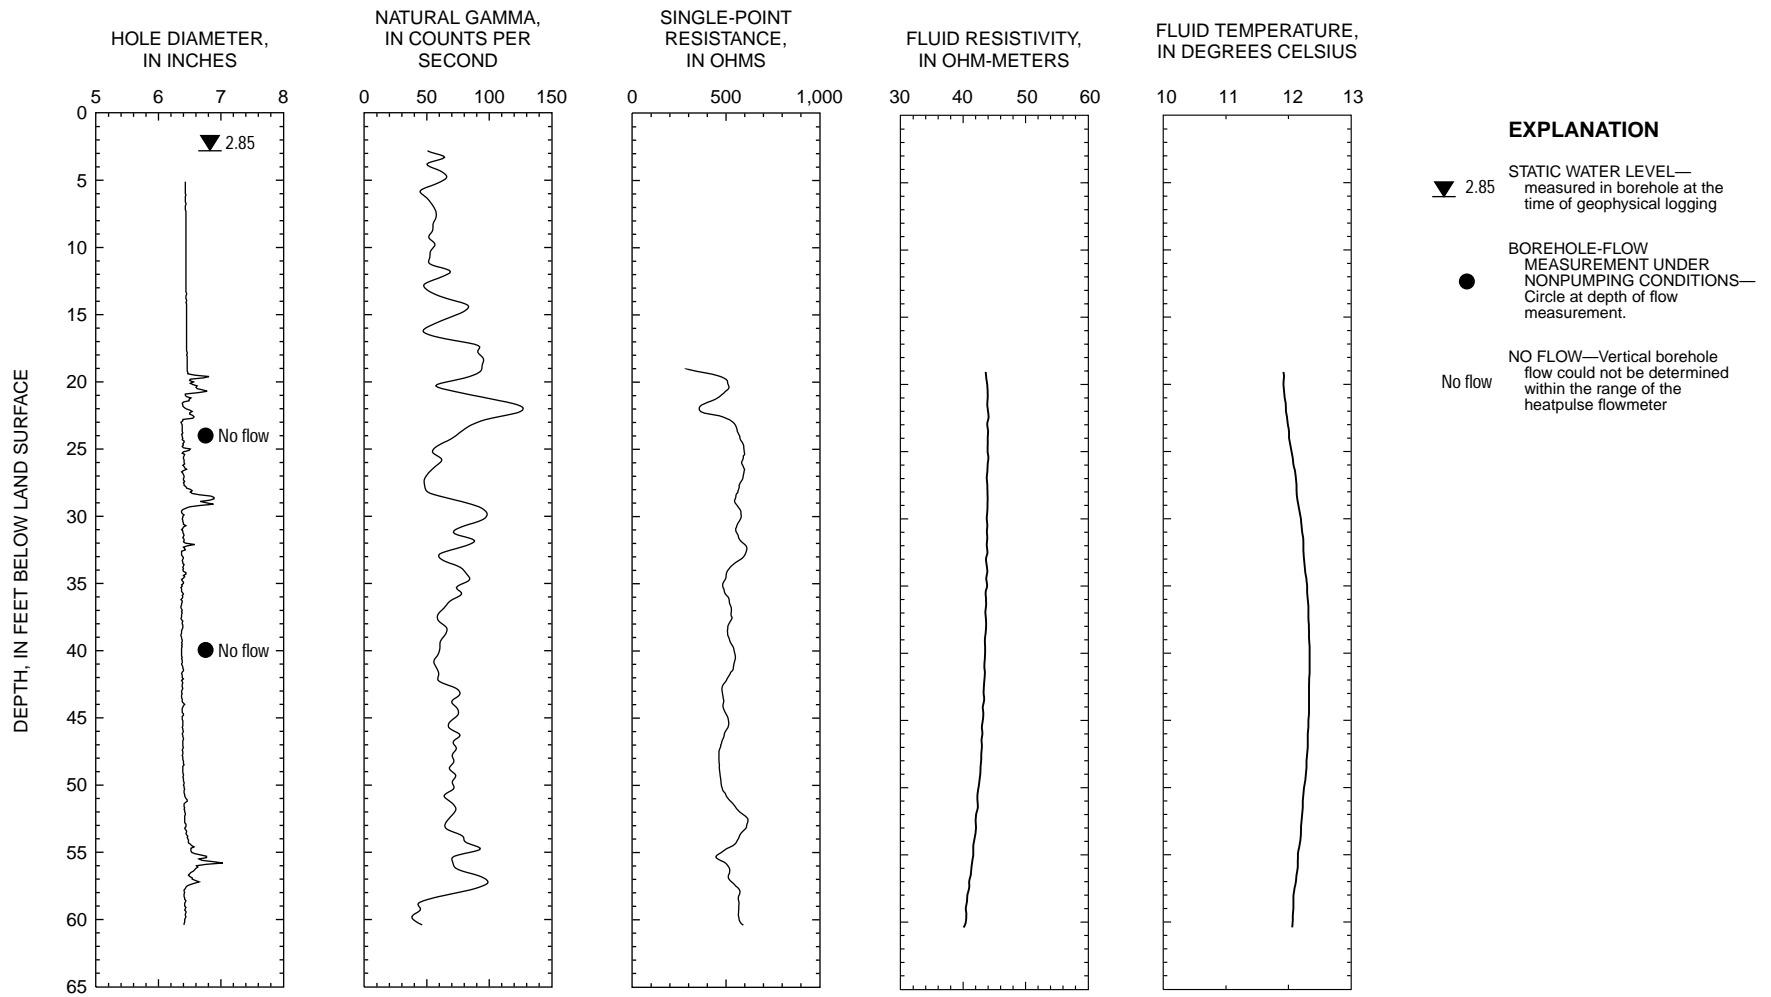 HOLE DIAMETER,
IN INCHES
NATURAL GAMMA,
IN COUNTS PER
SECOND
SINGLE-POINT
RESISTANCE,
IN OHMS
FLUID RESISTIVITY,
IN OHM-METERS
FLUID TEMPERATURE,
IN DEGREES CELSIUS
5 6 7 8
0 50 100 150
0 500 1,000
30 40 50 60
10 11 12 13
DEPTH, IN FEET BELOW LAND SURFACE
0
5
10
15
20
25
30
35
40
45
50
55
60
65
2.85
No flow
No flow
EXPLANATION
2.85
STATIC WATER LEVEL—
measured in borehole at the
time of geophysical logging
BOREHOLE-FLOW
MEASUREMENT UNDER
NONPUMPING CONDITIONS—
Circle at depth of flow
measurement.
No flow
NO FLOW—Vertical borehole
flow could not be determined
within the range of the
heatpulse flowmeter